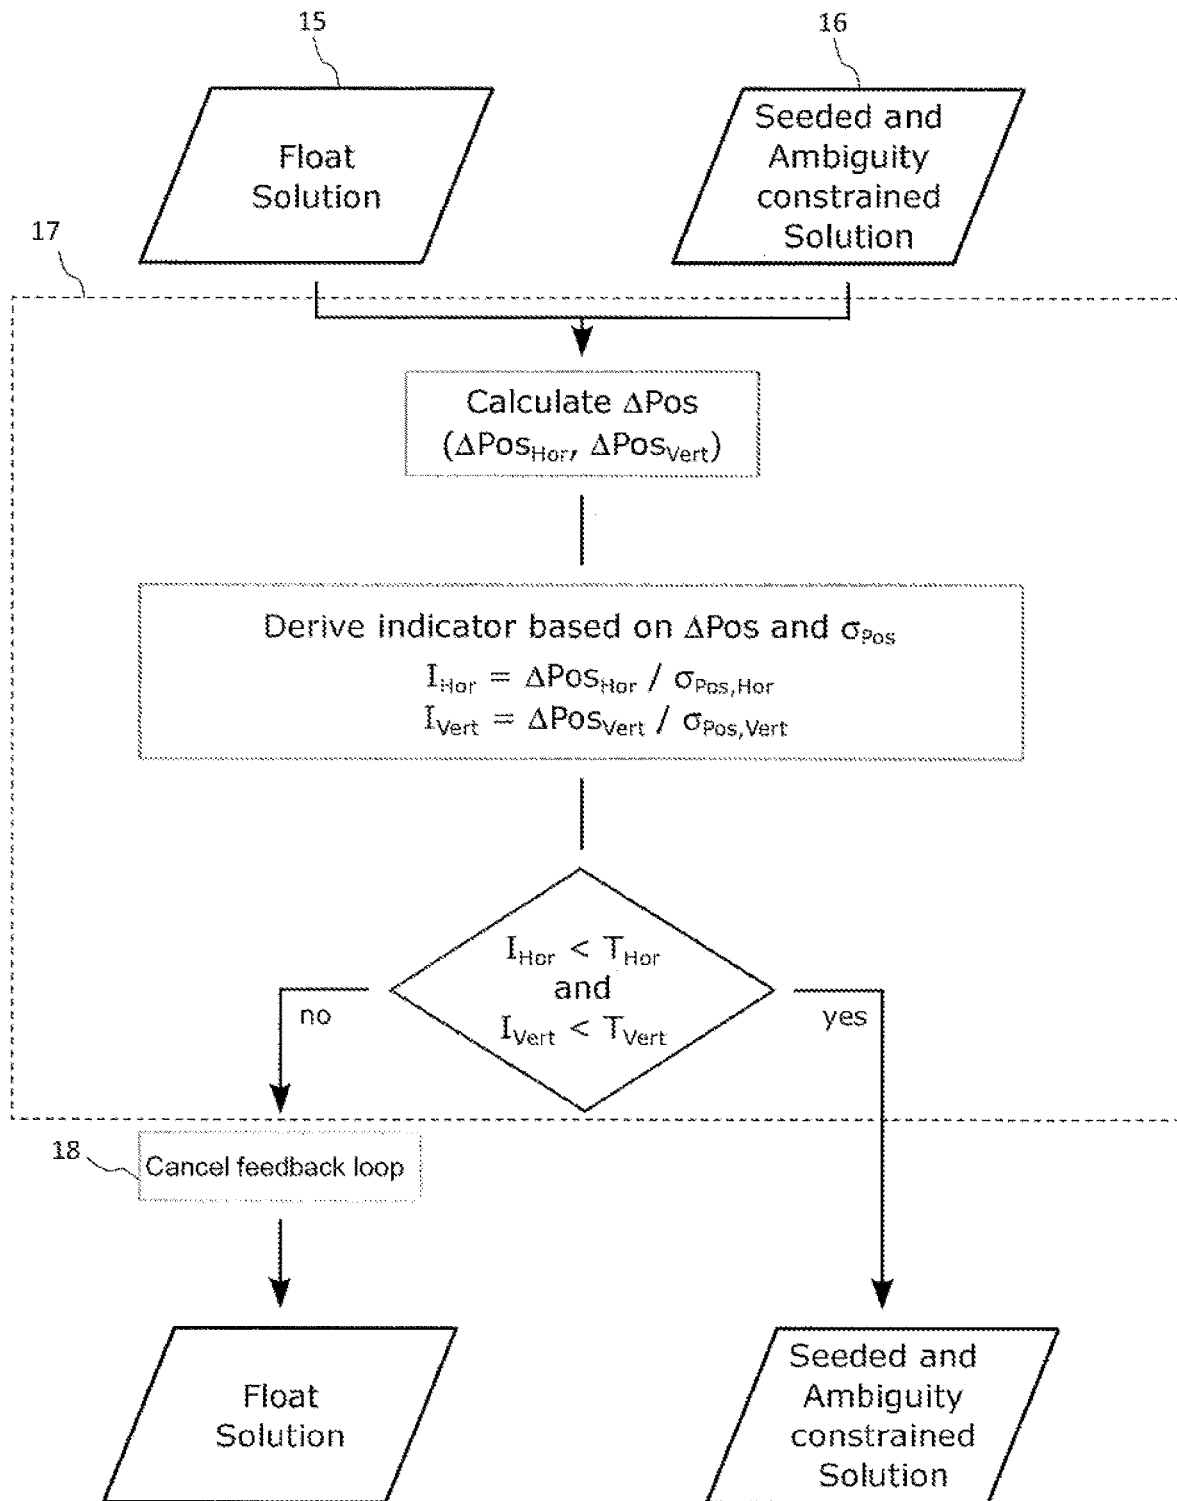 15
16
Float
Solution
Seeded and
Ambiguity
constrained
Solution
17
Calculate ΔPos
(ΔPosHor, ΔPosVert)
Derive indicator based on ΔPos and σPos
IHor = ΔPosHor / σPos,Hor
IVert = ΔPosVert / σPos,Vert
IHor < THor
and
IVert < TVert
no
yes
18
Cancel feedback loop
Float
Solution
Seeded and
Ambiguity
constrained
Solution